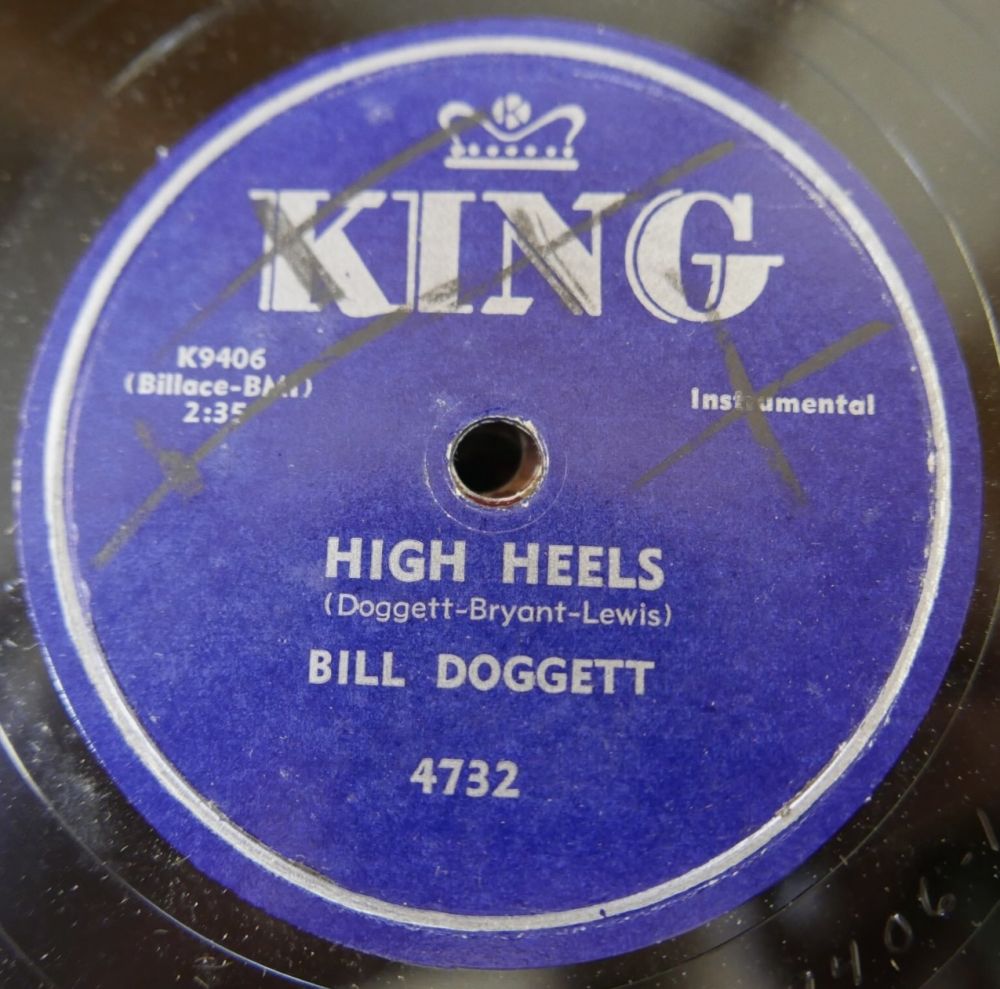 K
KING
K9406
(Billace-BMI)
2:35
Instrumental
HIGH HEELS
(Doggett-Bryant-Lewis)
BILL DOGGETT
4732